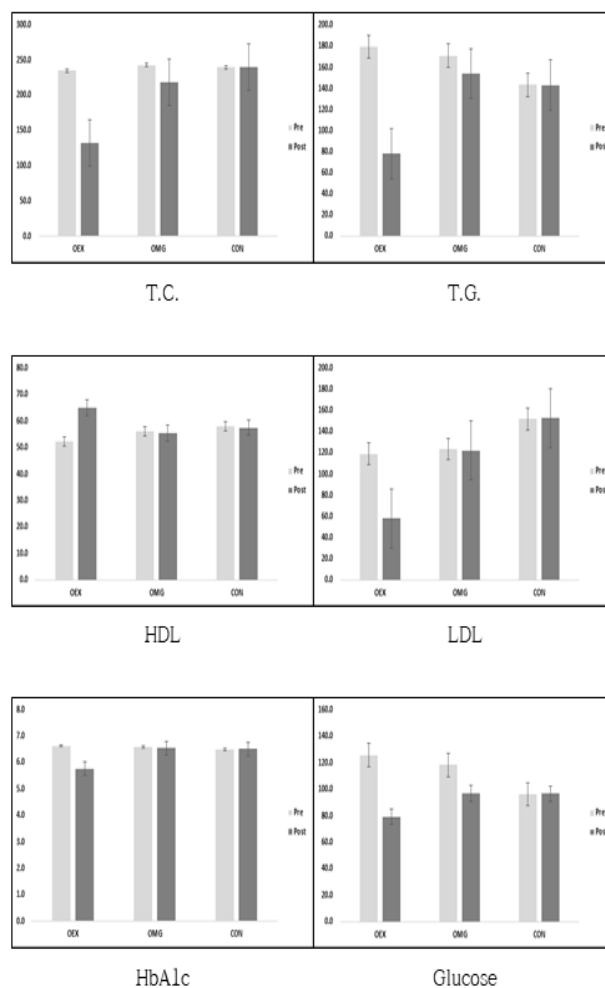 300.0
250.0
200.0
150.0
100.0
50.0
0.0
OEX OMG CON
Pre
Post
200.0
180.0
160.0
140.0
120.0
100.0
80.0
60.0
40.0
20.0
0.0
OEX OMG CON
Pre
Post
T.C. T.G.
80.0
70.0
60.0
50.0
40.0
30.0
20.0
10.0
0.0
OEX OMG CON
Pre
Post
200.0
180.0
160.0
140.0
120.0
100.0
80.0
60.0
40.0
20.0
0.0
OEX OMG CON
Pre
Post
HDL LDL
8.0
7.0
6.0
5.0
4.0
3.0
2.0
1.0
0.0
OEX OMG CON
Pre
Post
160.0
140.0
120.0
100.0
80.0
60.0
40.0
20.0
0.0
OEX OMG CON
Pre
Post
HbA1c Glucose